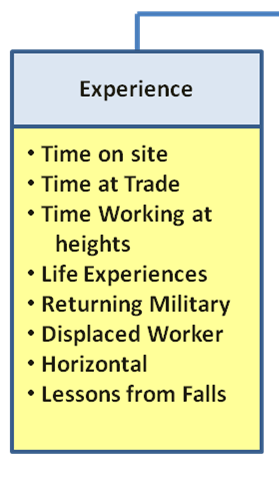 Experience
• Time on site
• Time at Trade
• Time Working at
heights
• Life Experiences
• Returning Military
• Displaced Worker
• Horizontal
• Lessons from Falls